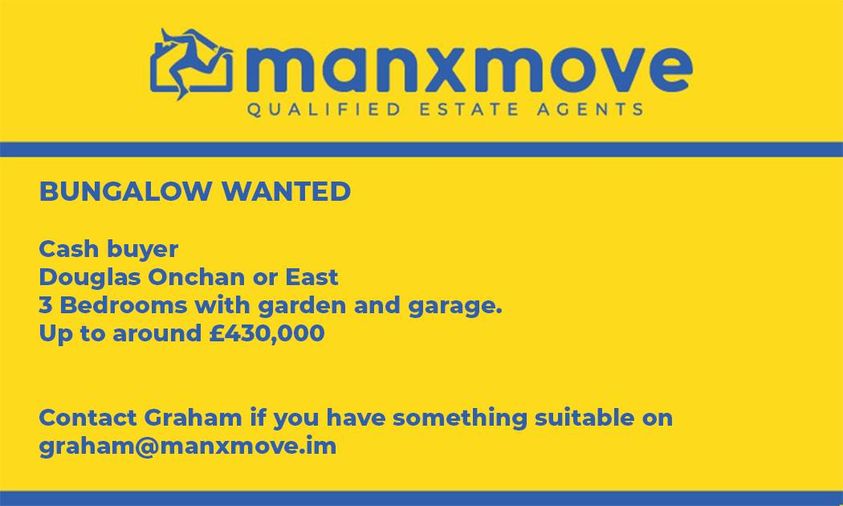 manxmove
QUALIFIED ESTATE AGENTS
BUNGALOW WANTED
Cash buyer
Douglas Onchan or East
3 Bedrooms with garden and garage.
Up to around £430,000
Contact Graham if you have something suitable on
graham@manxmove.im